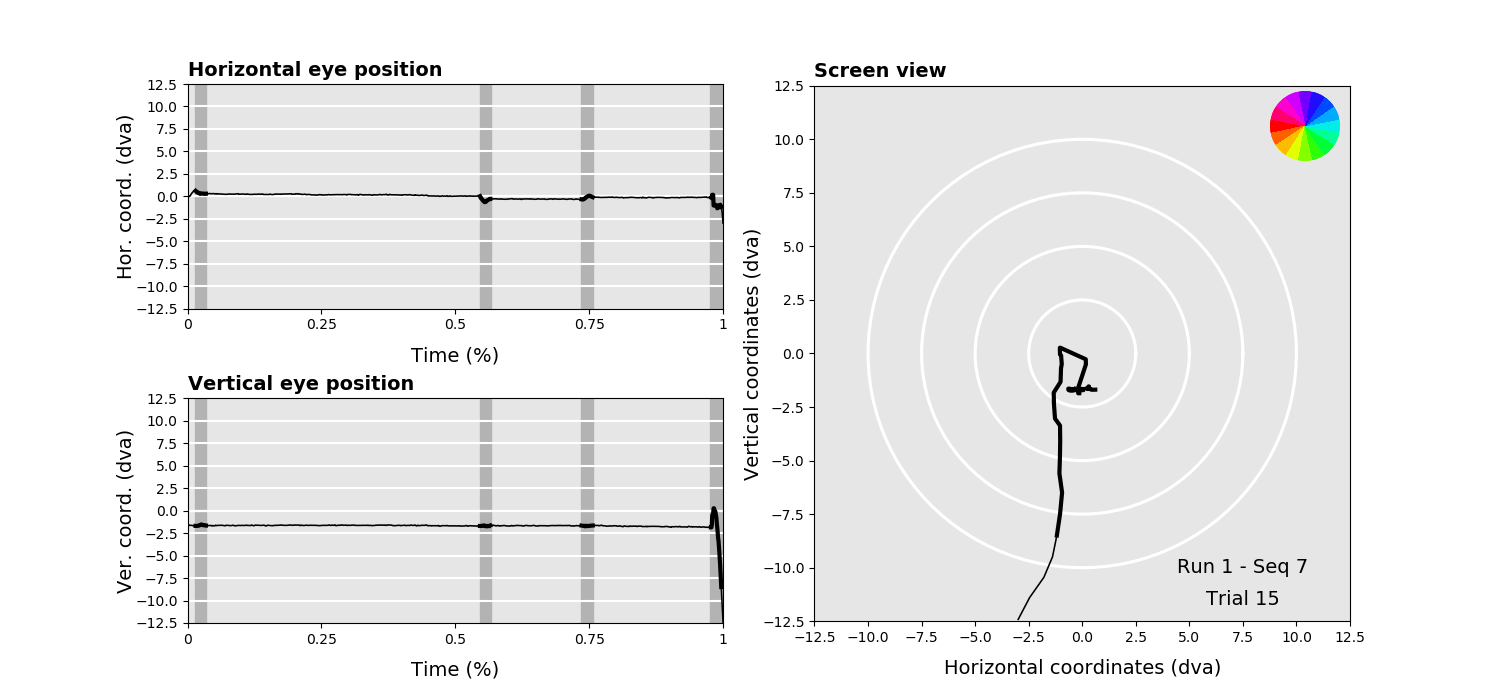 Horizontal eye position
Hor. coord. (dva)
12.5
10.0
7.5
5.0
2.5
0.0
−2.5
−5.0
−7.5
−10.0
−12.5
0 0.25 0.5 0.75 1
Time (%)
Vertical eye position
Ver. coord. (dva)
12.5
10.0
7.5
5.0
2.5
0.0
−2.5
−5.0
−7.5
−10.0
−12.5
0 0.25 0.5 0.75 1
Time (%)
Screen view
Vertical coordinates (dva)
12.5
10.0
7.5
5.0
2.5
0.0
−2.5
−5.0
−7.5
−10.0
−12.5
Run 1 - Seq 7
Trial 15
−12.5 −10.0 −7.5 −5.0 −2.5 0.0 2.5 5.0 7.5 10.0 12.5
Horizontal coordinates (dva)